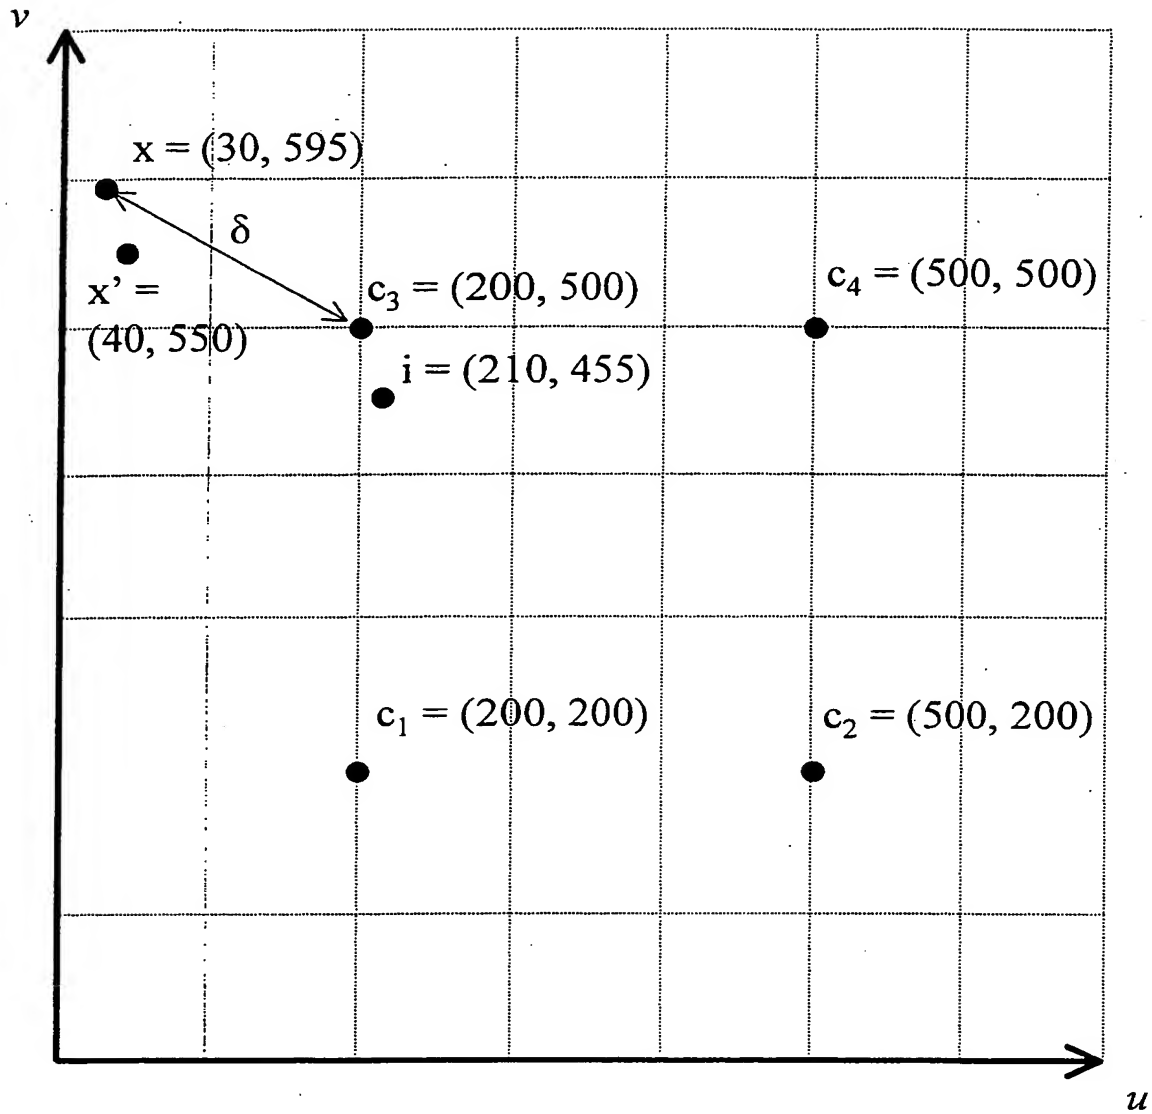 v
x = (30, 595)
δ
x’ =
(40, 550)
c₃ = (200, 500)
c₄ = (500, 500)
i = (210, 455)
c₁ = (200, 200)
c₂ = (500, 200)
u